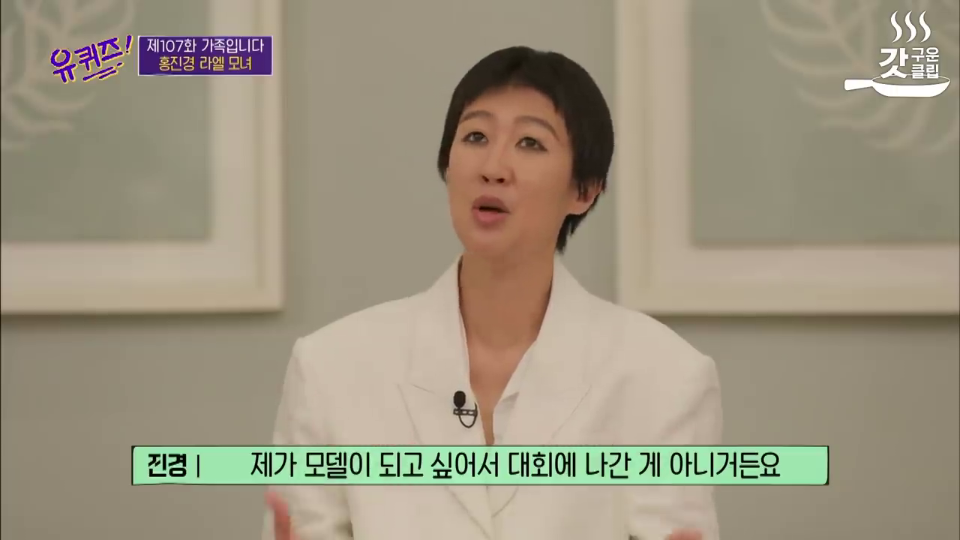 유퀴즈!
제107화 가족입니다
홍진경 라엘 모녀
갓구운클립
진경 | 제가 모델이 되고 싶어서 대회에 나간 게 아니거든요